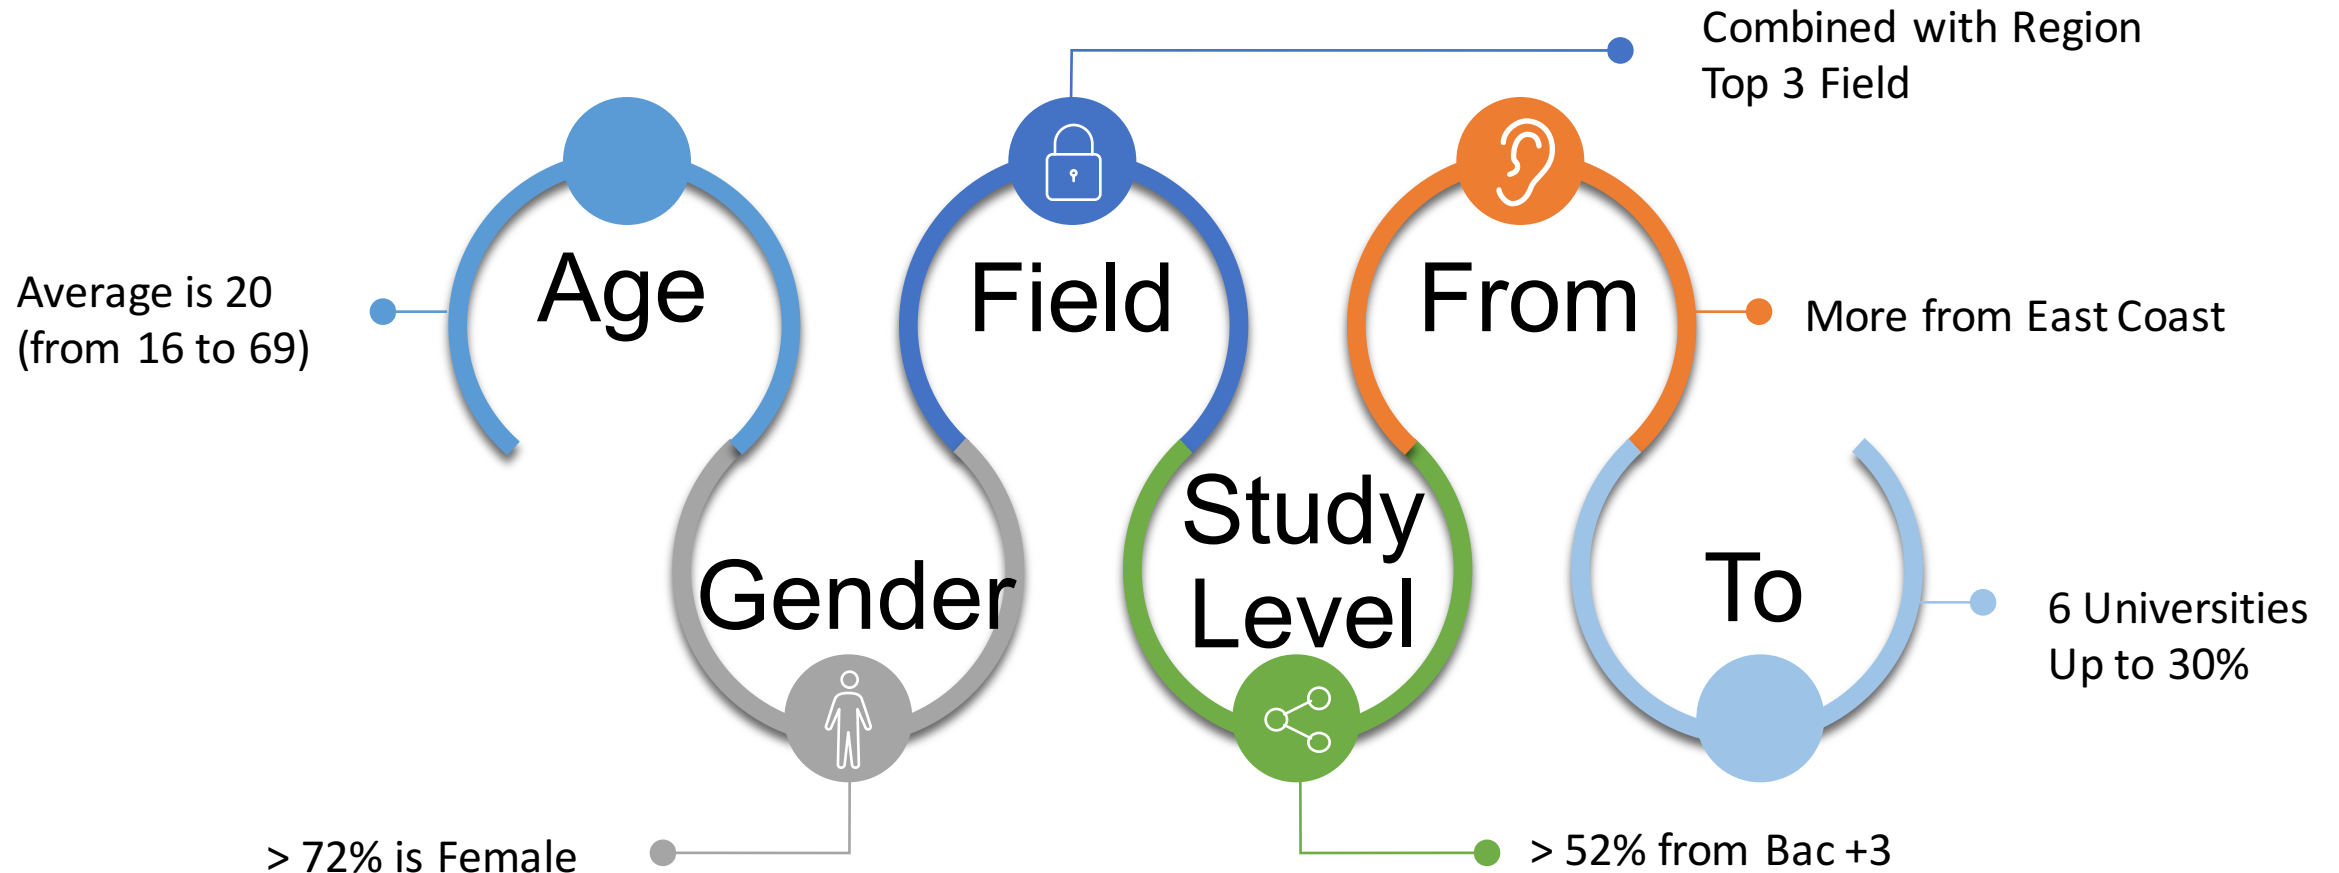 Combined with Region
Top 3 Field
Age
Field
From
Average is 20
(from 16 to 69)
More from East Coast
Gender
Study
Level
To
6 Universities
Up to 30%
> 72% is Female
> 52% from Bac +3